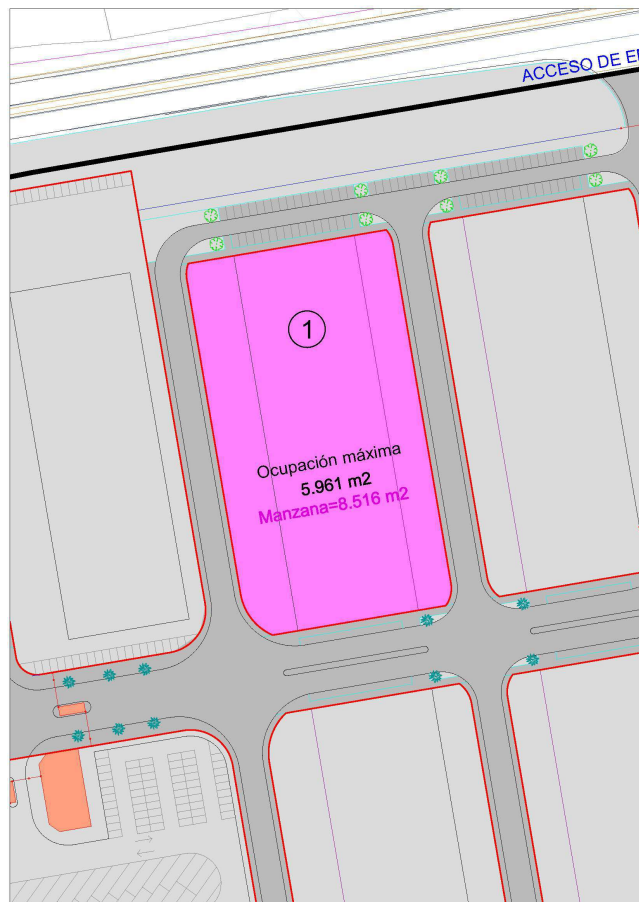 ACCESO DE
1
Ocupación máxima
5.961 m2
Manzana=8.516 m2